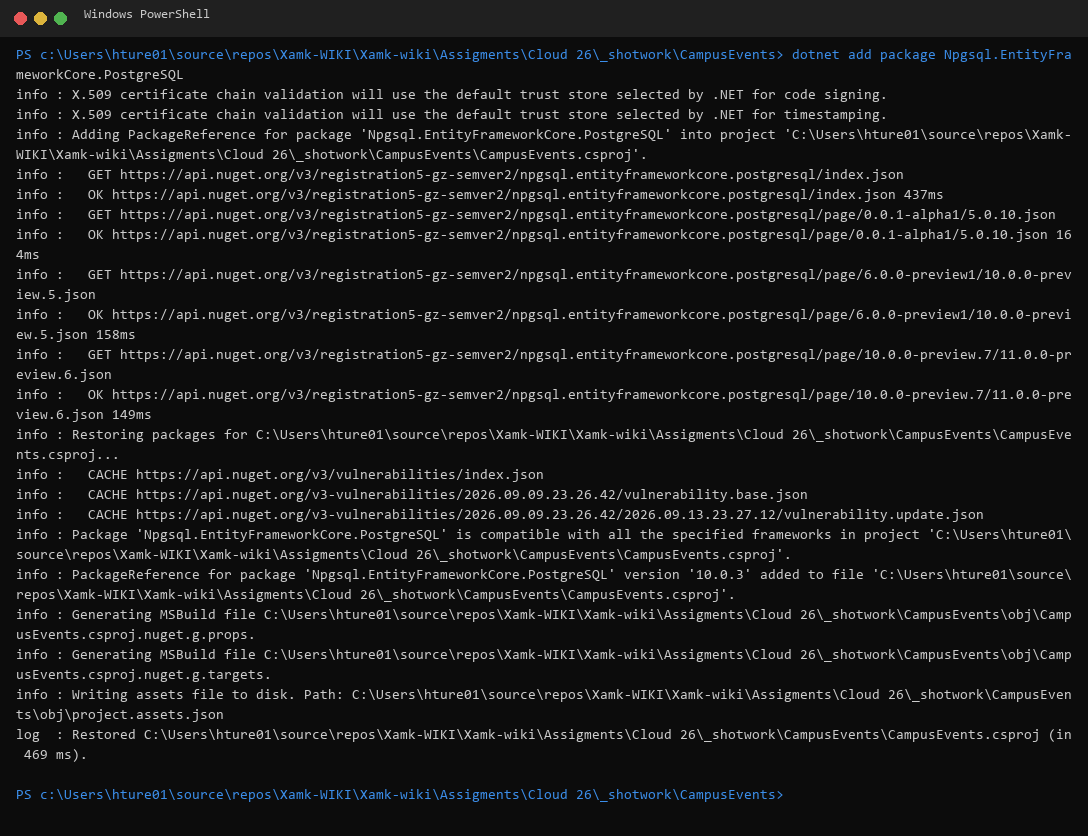 Windows PowerShell
PS c:\Users\hture01\source\repos\Xamk-WIKI\Xamk-wiki\Assigments\Cloud 26\_shotwork\CampusEvents> dotnet add package Npgsql.EntityFra
meworkCore.PostgreSQL
info : X.509 certificate chain validation will use the default trust store selected by .NET for code signing.
info : X.509 certificate chain validation will use the default trust store selected by .NET for timestamping.
info : Adding PackageReference for package 'Npgsql.EntityFrameworkCore.PostgreSQL' into project 'C:\Users\hture01\source\repos\Xamk-
WIKI\Xamk-wiki\Assigments\Cloud 26\_shotwork\CampusEvents\CampusEvents.csproj'.
info :   GET https://api.nuget.org/v3/registration5-gz-semver2/npgsql.entityframeworkcore.postgresql/index.json
info :   OK https://api.nuget.org/v3/registration5-gz-semver2/npgsql.entityframeworkcore.postgresql/index.json 437ms
info :   GET https://api.nuget.org/v3/registration5-gz-semver2/npgsql.entityframeworkcore.postgresql/page/0.0.1-alpha1/5.0.10.json
info :   OK https://api.nuget.org/v3/registration5-gz-semver2/npgsql.entityframeworkcore.postgresql/page/0.0.1-alpha1/5.0.10.json 16
4ms
info :   GET https://api.nuget.org/v3/registration5-gz-semver2/npgsql.entityframeworkcore.postgresql/page/6.0.0-preview1/10.0.0-prev
iew.5.json
info :   OK https://api.nuget.org/v3/registration5-gz-semver2/npgsql.entityframeworkcore.postgresql/page/6.0.0-preview1/10.0.0-previ
ew.5.json 158ms
info :   GET https://api.nuget.org/v3/registration5-gz-semver2/npgsql.entityframeworkcore.postgresql/page/10.0.0-preview.7/11.0.0-pr
eview.6.json
info :   OK https://api.nuget.org/v3/registration5-gz-semver2/npgsql.entityframeworkcore.postgresql/page/10.0.0-preview.7/11.0.0-pre
view.6.json 149ms
info : Restoring packages for C:\Users\hture01\source\repos\Xamk-WIKI\Xamk-wiki\Assigments\Cloud 26\_shotwork\CampusEvents\CampusEve
nts.csproj...
info :   CACHE https://api.nuget.org/v3/vulnerabilities/index.json
info :   CACHE https://api.nuget.org/v3-vulnerabilities/2026.09.09.23.26.42/vulnerability.base.json
info :   CACHE https://api.nuget.org/v3-vulnerabilities/2026.09.09.23.26.42/2026.09.13.23.27.12/vulnerability.update.json
info : Package 'Npgsql.EntityFrameworkCore.PostgreSQL' is compatible with all the specified frameworks in project 'C:\Users\hture01\
source\repos\Xamk-WIKI\Xamk-wiki\Assigments\Cloud 26\_shotwork\CampusEvents\CampusEvents.csproj'.
info : PackageReference for package 'Npgsql.EntityFrameworkCore.PostgreSQL' version '10.0.3' added to file 'C:\Users\hture01\source\
repos\Xamk-WIKI\Xamk-wiki\Assigments\Cloud 26\_shotwork\CampusEvents\CampusEvents.csproj'.
info : Generating MSBuild file C:\Users\hture01\source\repos\Xamk-WIKI\Xamk-wiki\Assigments\Cloud 26\_shotwork\CampusEvents\obj\Camp
usEvents.csproj.nuget.g.props.
info : Generating MSBuild file C:\Users\hture01\source\repos\Xamk-WIKI\Xamk-wiki\Assigments\Cloud 26\_shotwork\CampusEvents\obj\Camp
usEvents.csproj.nuget.g.targets.
info : Writing assets file to disk. Path: C:\Users\hture01\source\repos\Xamk-WIKI\Xamk-wiki\Assigments\Cloud 26\_shotwork\CampusEven
ts\obj\project.assets.json
log  : Restored C:\Users\hture01\source\repos\Xamk-WIKI\Xamk-wiki\Assigments\Cloud 26\_shotwork\CampusEvents\CampusEvents.csproj (in
 469 ms).
PS c:\Users\hture01\source\repos\Xamk-WIKI\Xamk-wiki\Assigments\Cloud 26\_shotwork\CampusEvents>